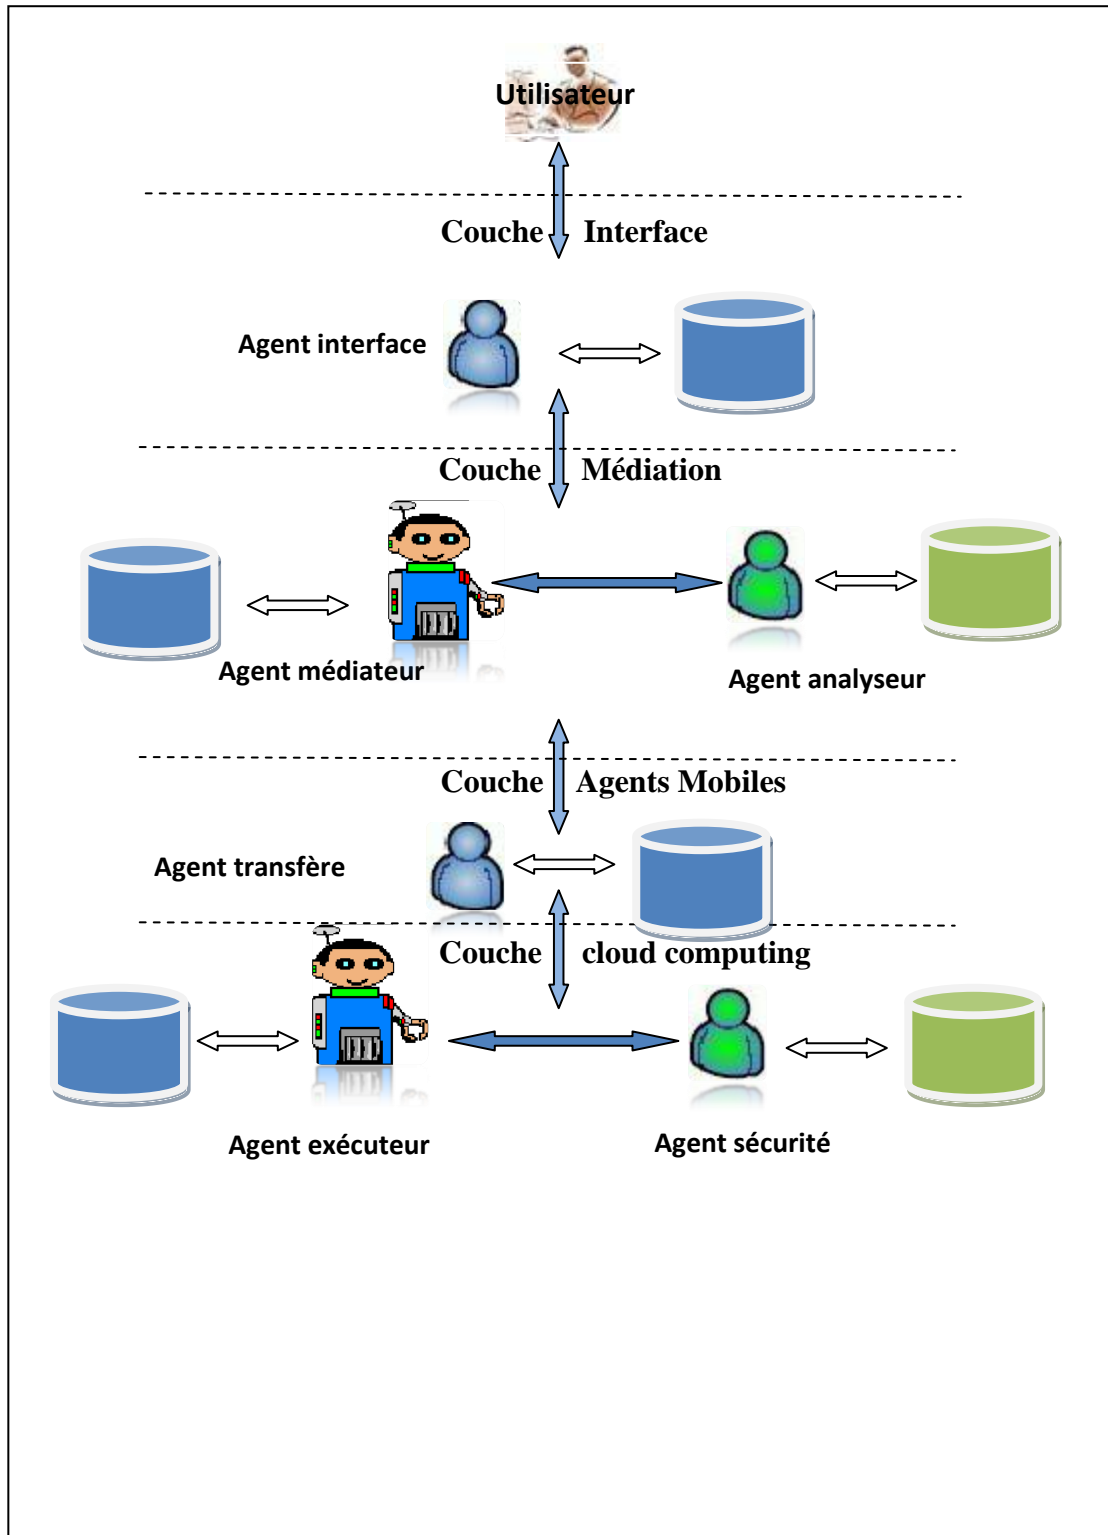 Utilisateur
Couche Interface
Agent interface
Couche Médiation
Agent médiateur
Agent analyseur
Couche Agents Mobiles
Agent transfère
Couche cloud computing
Agent exécuteur
Agent sécurité